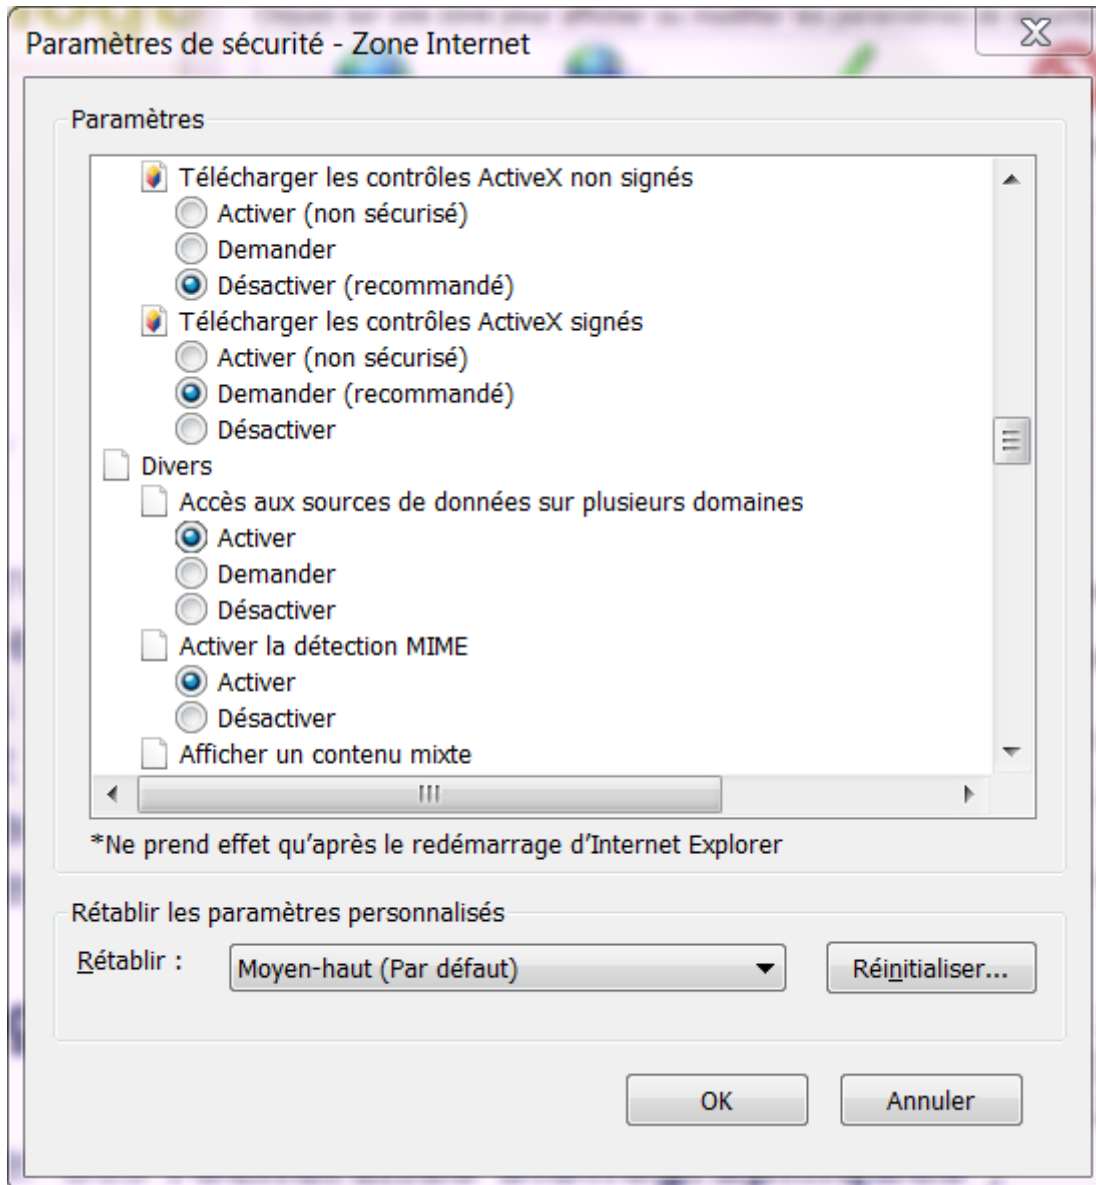 Paramètres de sécurité - Zone Internet
Paramètres
Télécharger les contrôles ActiveX non signés
Activer (non sécurisé)
Demander
Désactiver (recommandé)
Télécharger les contrôles ActiveX signés
Activer (non sécurisé)
Demander (recommandé)
Désactiver
Divers
Accès aux sources de données sur plusieurs domaines
Activer
Demander
Désactiver
Activer la détection MIME
Activer
Désactiver
Afficher un contenu mixte
*Ne prend effet qu’après le redémarrage d’Internet Explorer
Rétablir les paramètres personnalisés
Rétablir :
Moyen-haut (Par défaut)
Réinitialiser...
OK
Annuler